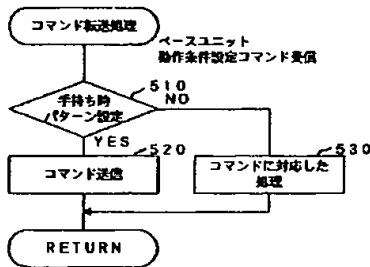 コマンド転送処理
ベースユニット
動作条件設定コマンド受信
510
手持ち時
パターン設定
NO
YES
520
コマンド送信
530
コマンドに対応した
処理
RETURN